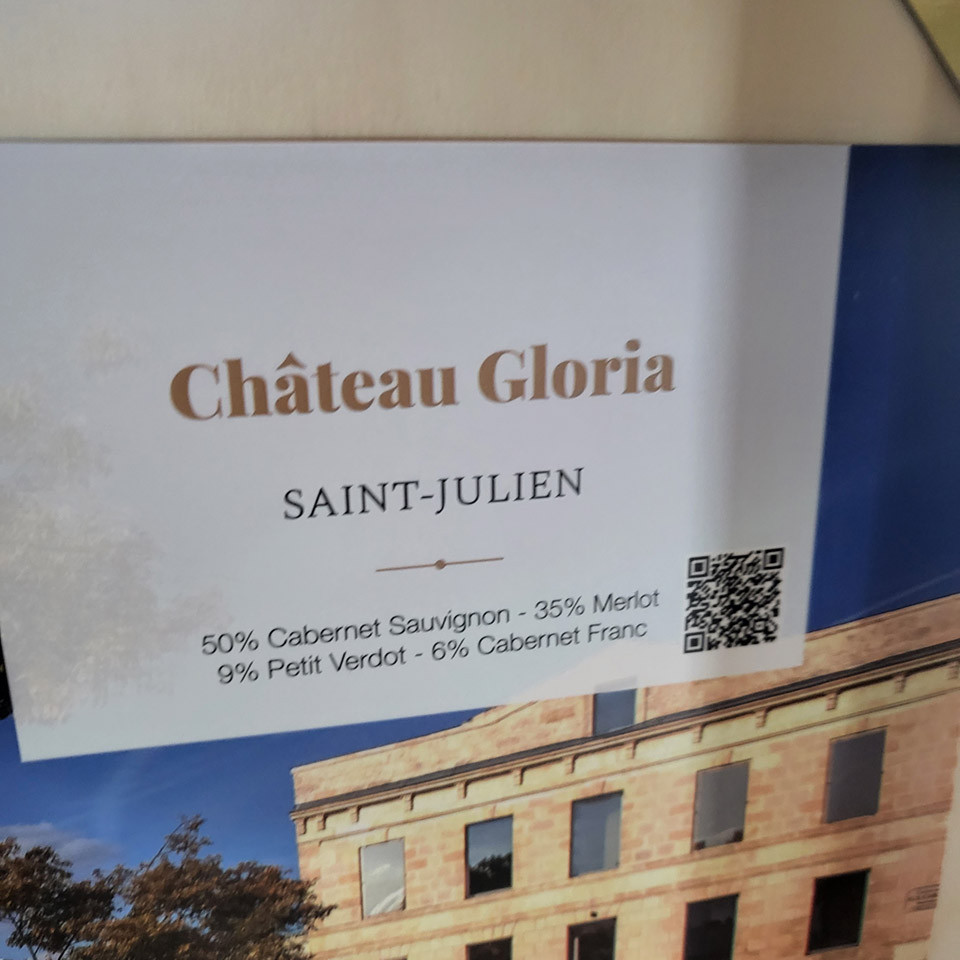 Château Gloria
SAINT-JULIEN
50% Cabernet Sauvignon - 35% Merlot
9% Petit Verdot - 6% Cabernet Franc